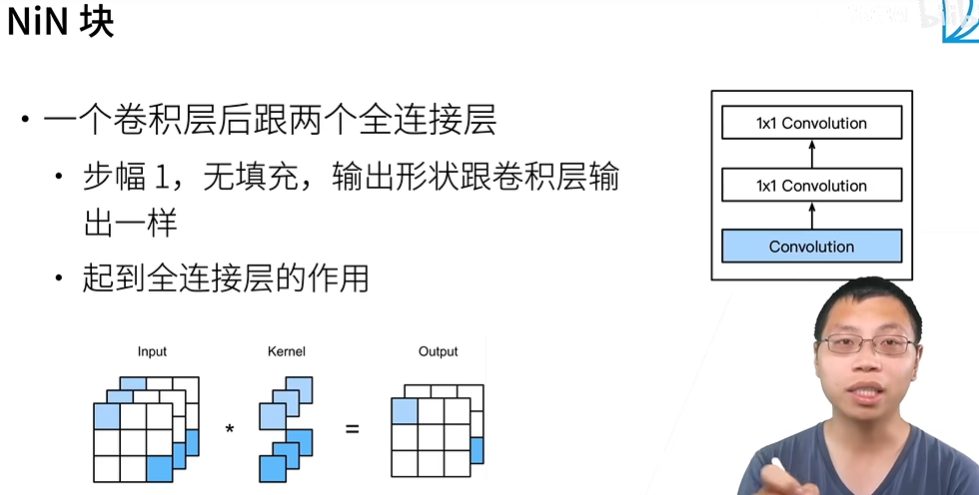 NiN 块
• 一个卷积层后跟两个全连接层
• 步幅 1，无填充，输出形状跟卷积层输
出一样
• 起到全连接层的作用
1x1 Convolution
1x1 Convolution
Convolution
Input
Kernel
Output
*
=